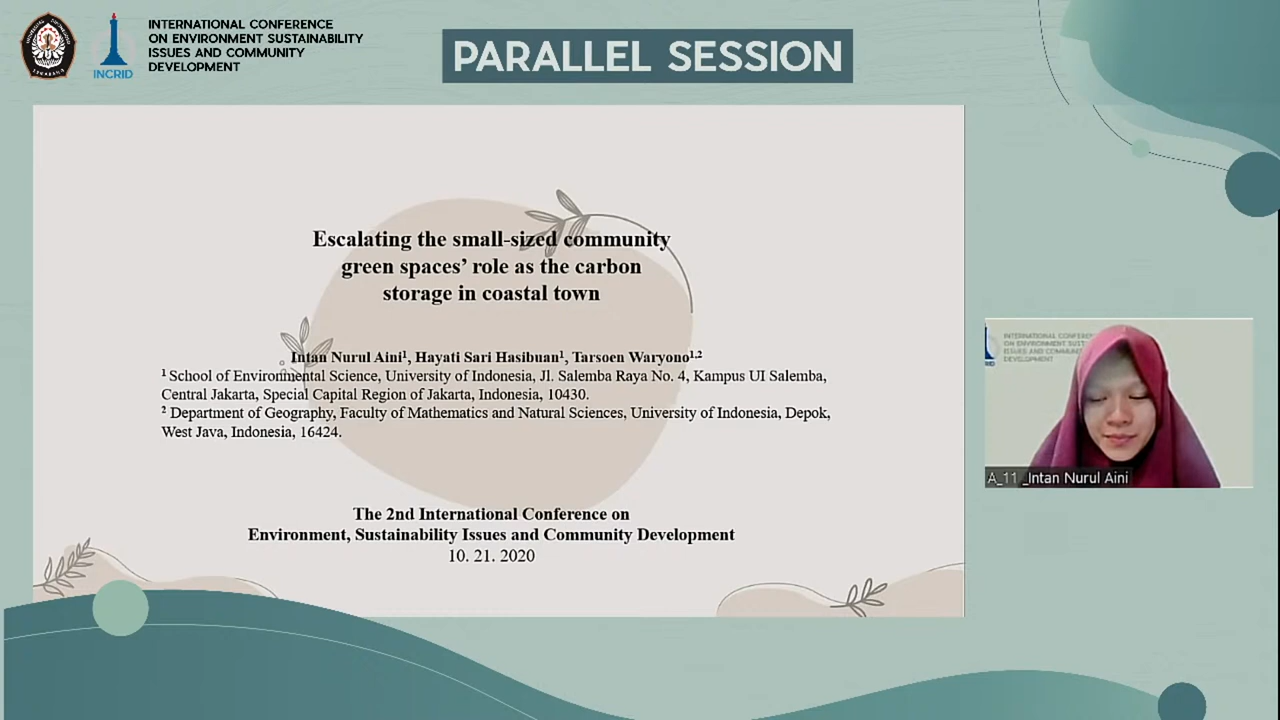 INTERNATIONAL CONFERENCE
ON ENVIRONMENT SUSTAINABILITY
ISSUES AND COMMUNITY
DEVELOPMENT
INCRID
PARALLEL SESSION
Escalating the small-sized community
green spaces’ role as the carbon
storage in coastal town
Intan Nurul Aini¹, Hayati Sari Hasibuan¹, Tarsoen Waryono¹,²
¹ School of Environmental Science, University of Indonesia, Jl. Salemba Raya No. 4, Kampus UI Salemba,
Central Jakarta, Special Capital Region of Jakarta, Indonesia, 10430.
² Department of Geography, Faculty of Mathematics and Natural Sciences, University of Indonesia, Depok,
West Java, Indonesia, 16424.
The 2nd International Conference on
Environment, Sustainability Issues and Community Development
10. 21. 2020
A_11 _Intan Nurul Aini